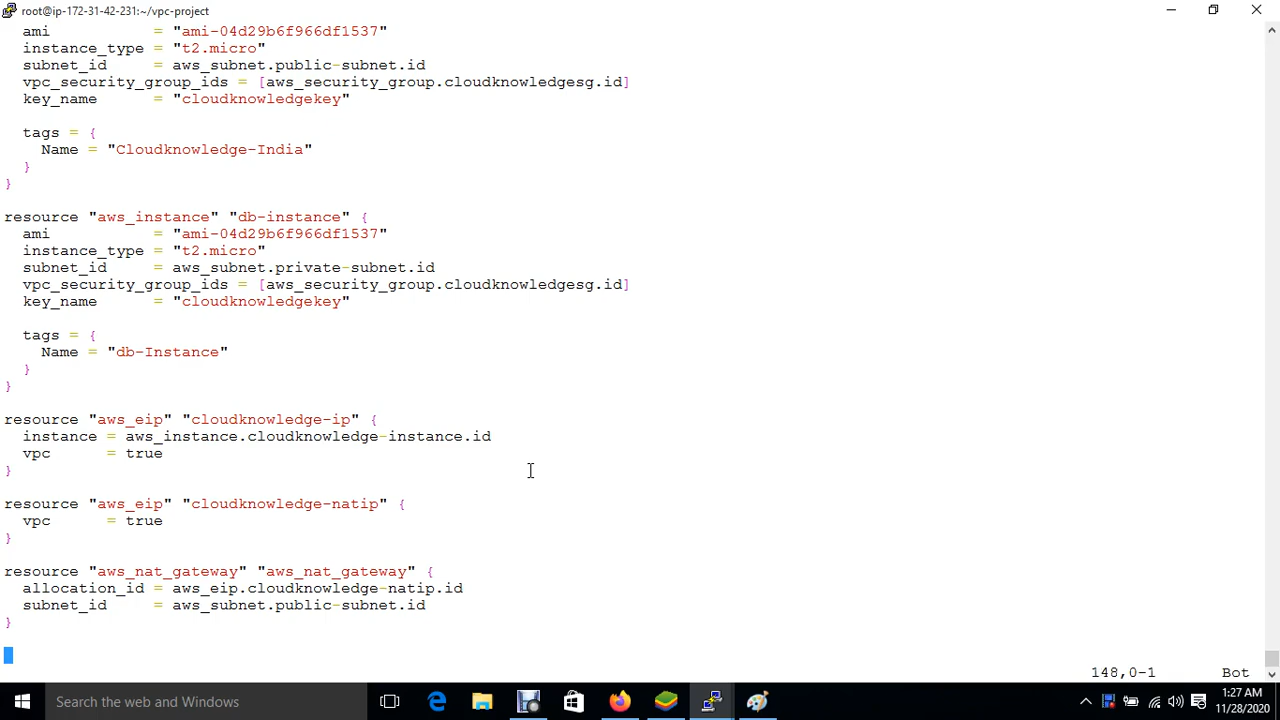 root@ip-172-31-42-231:~/vpc-project
ami             = "ami-04d29b6f966df1537"
instance_type = "t2.micro"
subnet_id     = aws_subnet.public-subnet.id
vpc_security_group_ids = [aws_security_group.cloudknowledgesg.id]
key_name      = "cloudknowledgekey"
tags = {
Name = "Cloudknowledge-India"
}
}
resource "aws_instance" "db-instance" {
ami             = "ami-04d29b6f966df1537"
instance_type = "t2.micro"
subnet_id     = aws_subnet.private-subnet.id
vpc_security_group_ids = [aws_security_group.cloudknowledgesg.id]
key_name      = "cloudknowledgekey"
tags = {
Name = "db-Instance"
}
}
resource "aws_eip" "cloudknowledge-ip" {
instance = aws_instance.cloudknowledge-instance.id
vpc      = true
}
resource "aws_eip" "cloudknowledge-natip" {
vpc      = true
}
resource "aws_nat_gateway" "aws_nat_gateway" {
allocation_id = aws_eip.cloudknowledge-natip.id
subnet_id     = aws_subnet.public-subnet.id
}
148,0-1 Bot
Search the web and Windows
1:27 AM
11/28/2020